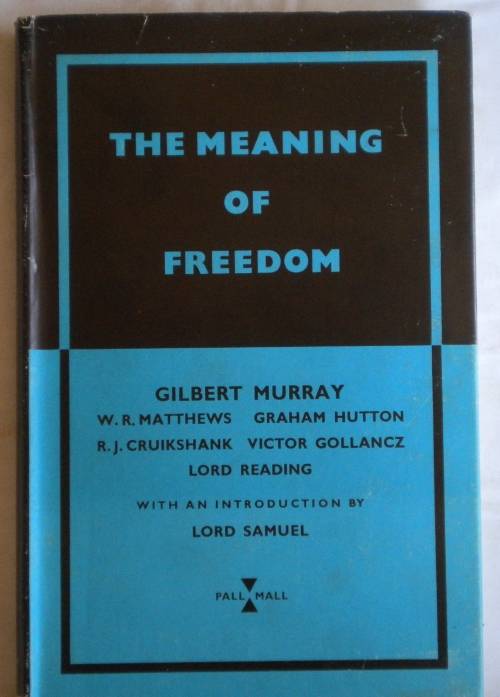 THE MEANING
OF
FREEDOM
GILBERT MURRAY
W. R. MATTHEWS GRAHAM HUTTON
R. J. CRUIKSHANK VICTOR GOLLANCZ
LORD READING
WITH AN INTRODUCTION BY
LORD SAMUEL
PALL MALL